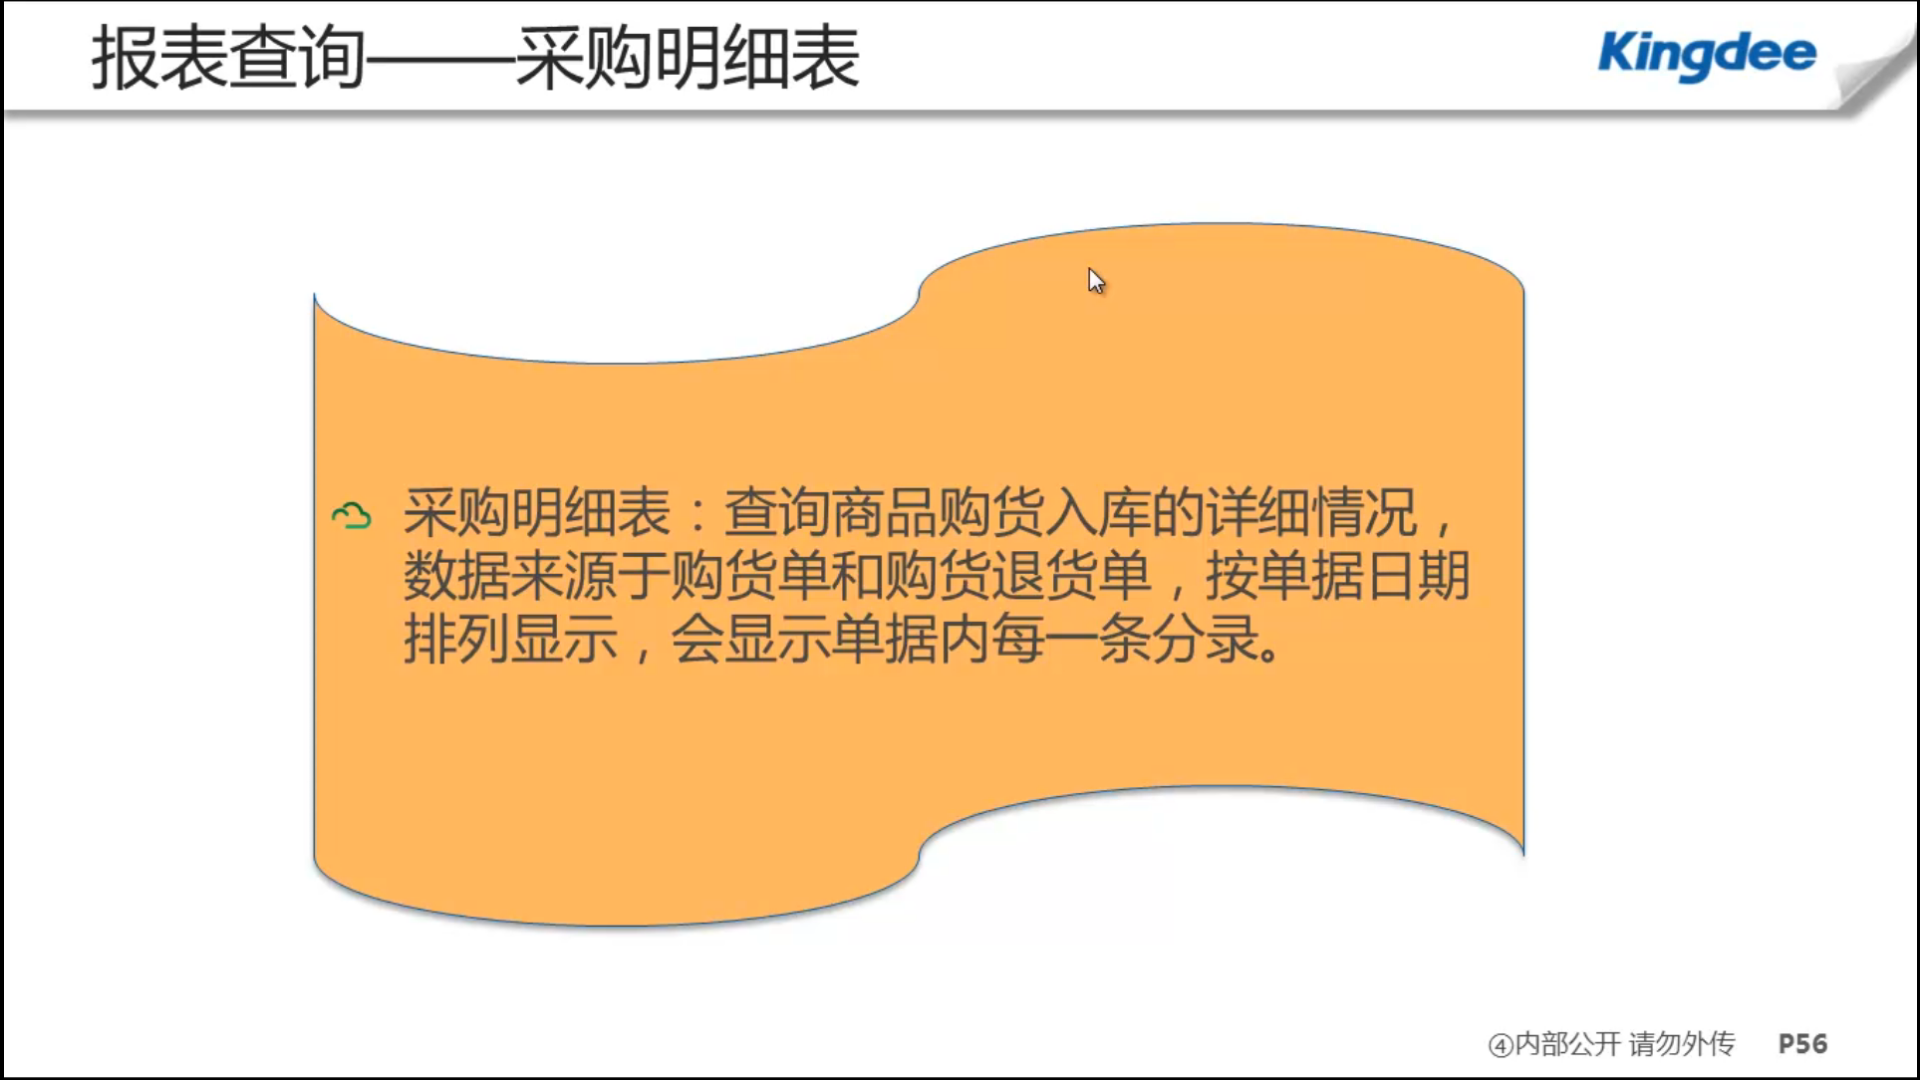 报表查询——采购明细表
Kingdee
采购明细表：查询商品购货入库的详细情况，
数据来源于购货单和购货退货单，按单据日期
排列显示，会显示单据内每一条分录。
④内部公开 请勿外传 P56